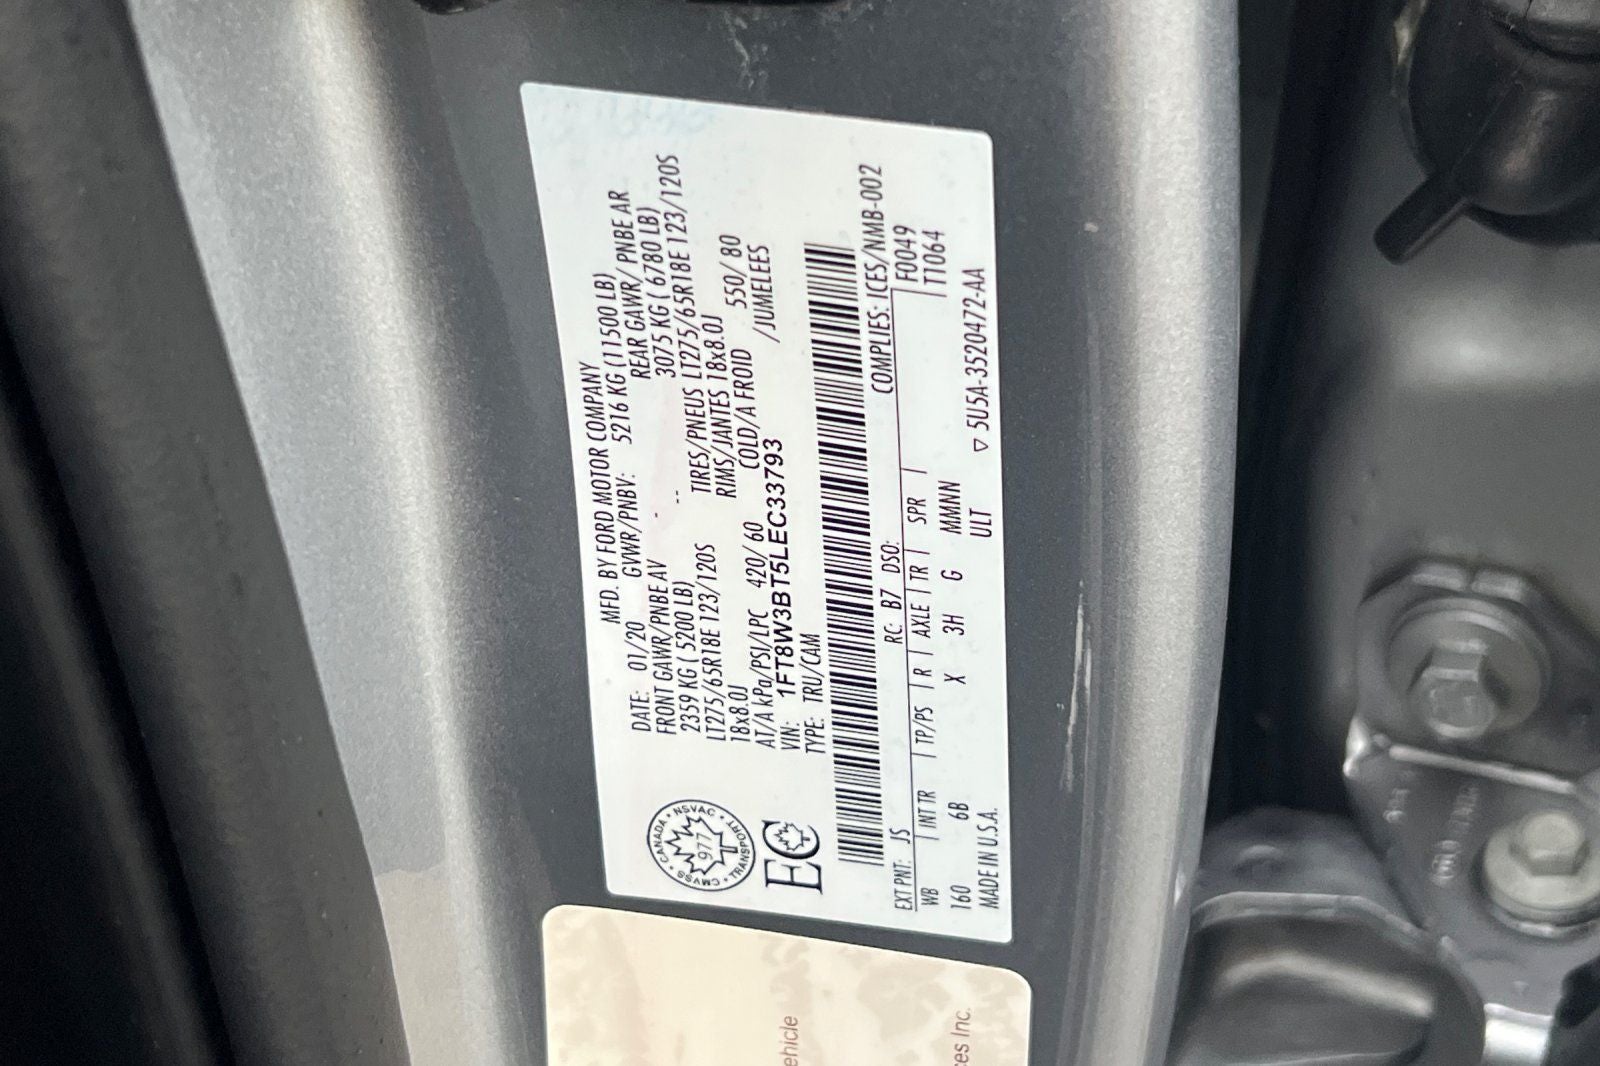 MFD. BY FORD MOTOR COMPANY
DATE: 01/20 GVWR/PNBV: 5216 KG (11500 LB)
FRONT GAWR/PNBE AV REAR GAWR/ PNBE AR
2359 KG ( 5200 LB) 3075 KG ( 6780 LB)
LT275/65R18E 123/120S TIRES/PNEUS LT275/65R18E 123/120S
18x8.0J RIMS/JANTES 18x8.0J
AT/A kPa/PSI/LPC 420/ 60 COLD/A FROID 550/ 80
VIN: 1FT8W3BT5LEC33793 /JUMELEES
TYPE: TRU/CAM
CANADA • NSVAC • TRANSPORT • CMVSS •
977
EC
COMPLIES: ICES/NMB-002
EXT PNT: JS RC: B7 DSO: F0049
WB INT TR TP/PS R AXLE TR SPR TT064
160 6B X 3H G MMNN
MADE IN U.S.A. ULT ▽ 5U5A-3520472-AA
ehicle
es Inc.